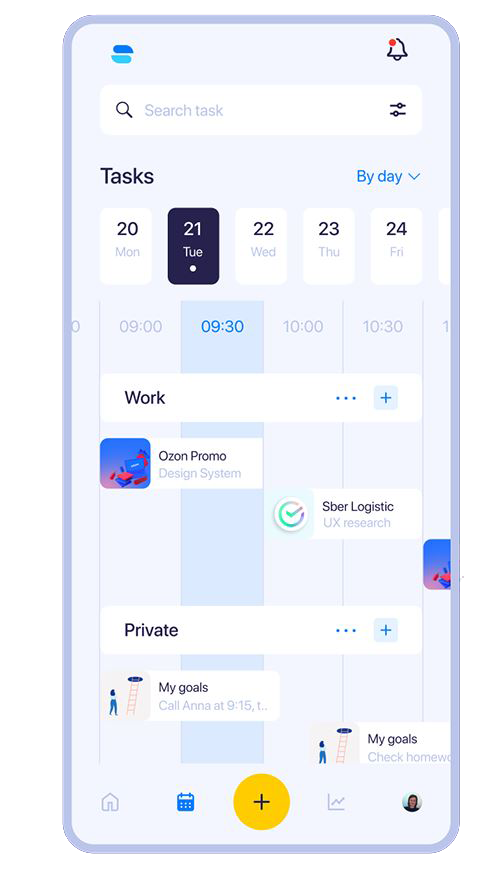 Search task
Tasks
By day
20
21
22
23
24
Mon
Tue
Wed
Thu
Fri
09:00
09:30
10:00
10:30
Work
Ozon Promo
Design System
Sber Logistic
UX research
Private
My goals
Call Anna at 9:15, t..
My goals
Check homewo